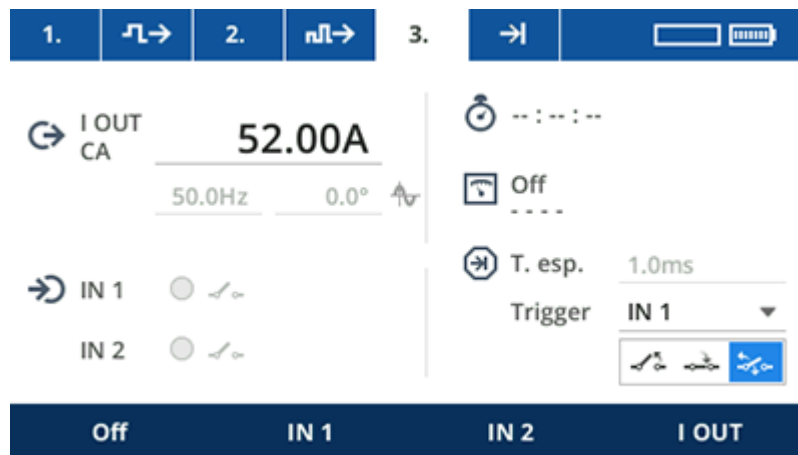 1. 2. 3.
I OUT
CA
52.00A
50.0Hz 0.0°
IN 1
IN 2
-- : -- : --
Off
- - - -
T. esp. 1.0ms
Trigger IN 1
Off IN 1 IN 2 I OUT